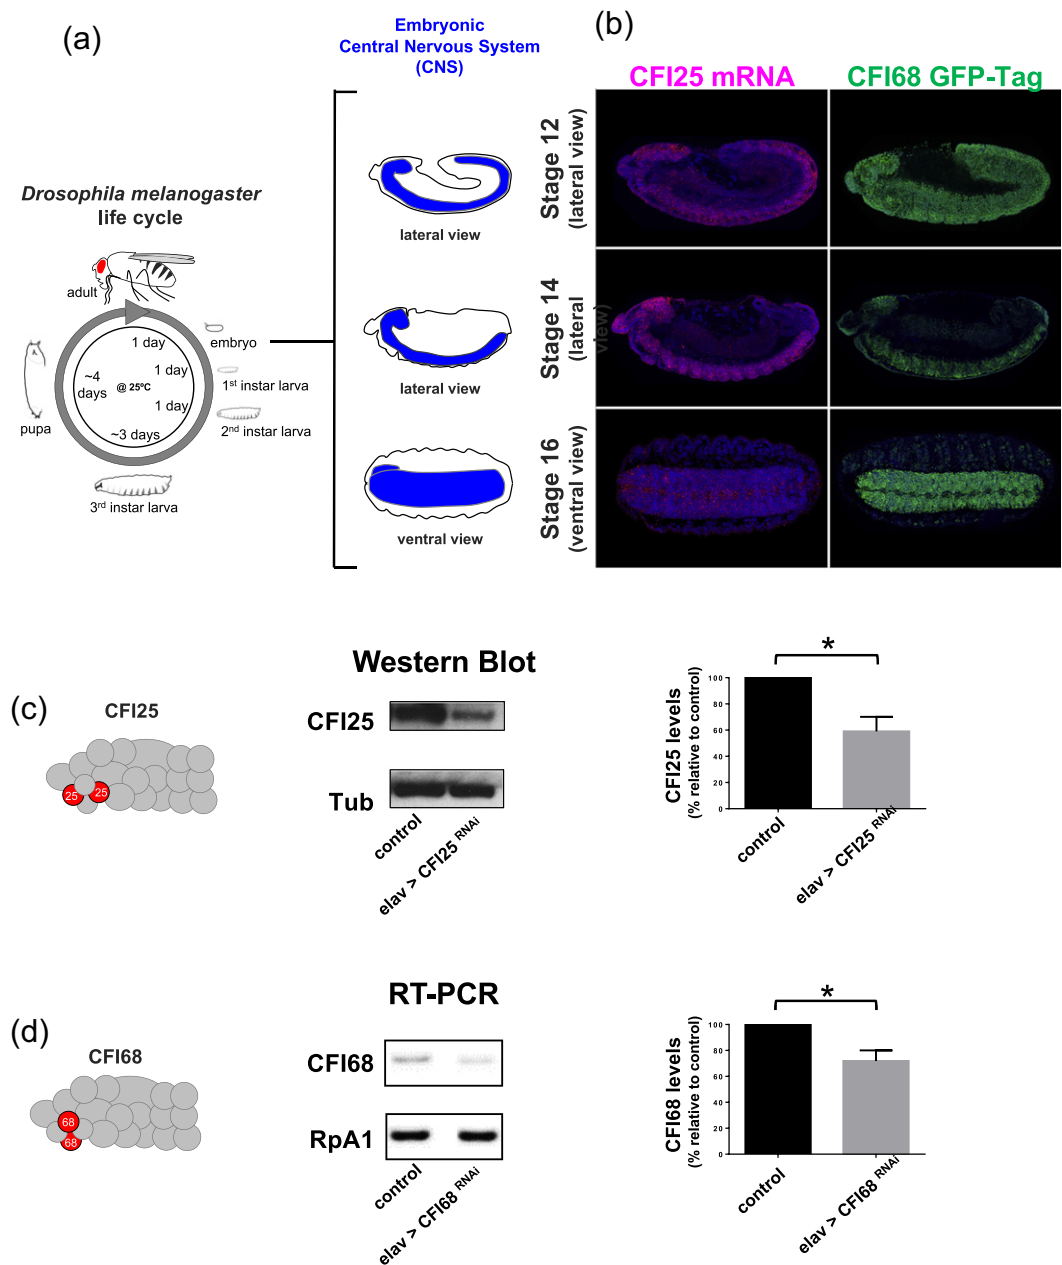 (a)
Embryonic
Central Nervous System
(CNS)
Drosophila melanogaster
life cycle
adult
embryo
1st instar larva
2nd instar larva
3rd instar larva
pupa
1 day
1 day
1 day
~3 days
~4
days
@ 25ºC
lateral view
lateral view
ventral view
(b)
CFI25 mRNA
CFI68 GFP-Tag
Stage 12
(lateral view)
Stage 14
(lateral
view)
Stage 16
(ventral view)
(c)
CFI25
25
25
Western Blot
CFI25
Tub
control
elav > CFI25 RNAi
*
CFI25 levels
(% relative to control)
100
80
60
40
20
0
control
elav > CFI25 RNAi
(d)
CFI68
68
68
RT-PCR
CFI68
RpA1
control
elav > CFI68 RNAi
*
CFI68 levels
(% relative to control)
100
80
60
40
20
0
control
elav > CFI68 RNAi